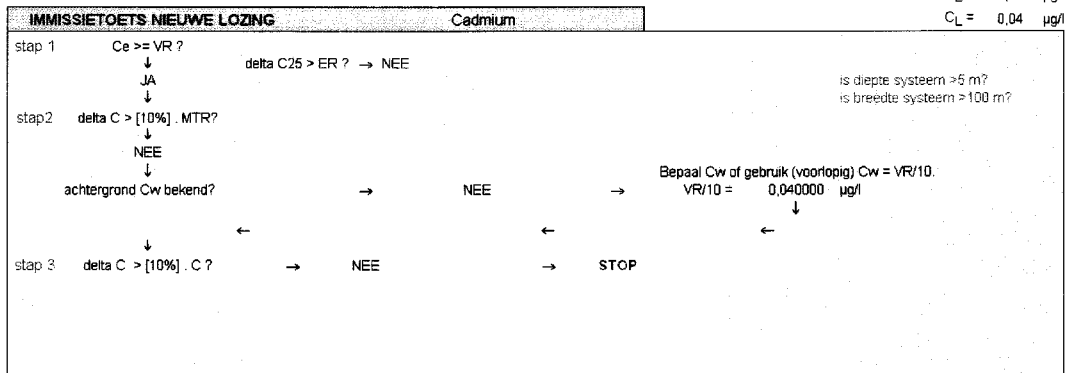 IMMISSIETOETS NIEUWE LOZING Cadmium
CL = 0,04 µg/l
stap 1 Ce >= VR ?
↓ delta C25 > ER ? → NEE
JA
is diepte systeem >5 m?
↓
is breedte systeem >100 m?
stap2 delta C > [10%] . MTR?
↓
NEE
↓
Bepaal Cw of gebruik (voorlopig) Cw = VR/10.
achtergrond Cw bekend? → NEE → VR/10 = 0,040000 µg/l
↓
← ← ←
↓
stap 3 delta C > [10%] . C ? → NEE → STOP